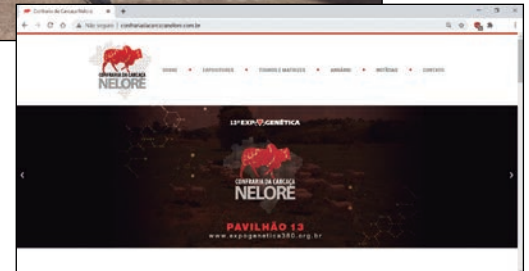 Confraria da Carcaça Nelore
Não seguro | confrariadacarcacanelore.com.br
CONFRARIA DA CARCAÇA
NELORE
HOME • EXPOSITORES • TOUROS E MATRIZES • ANUÁRIO • NOTÍCIAS • CONTATO
13ª EXPOGENÉTICA
CONFRARIA DA CARCAÇA
NELORE
PAVILHÃO 13
www.expogenetica360.org.br